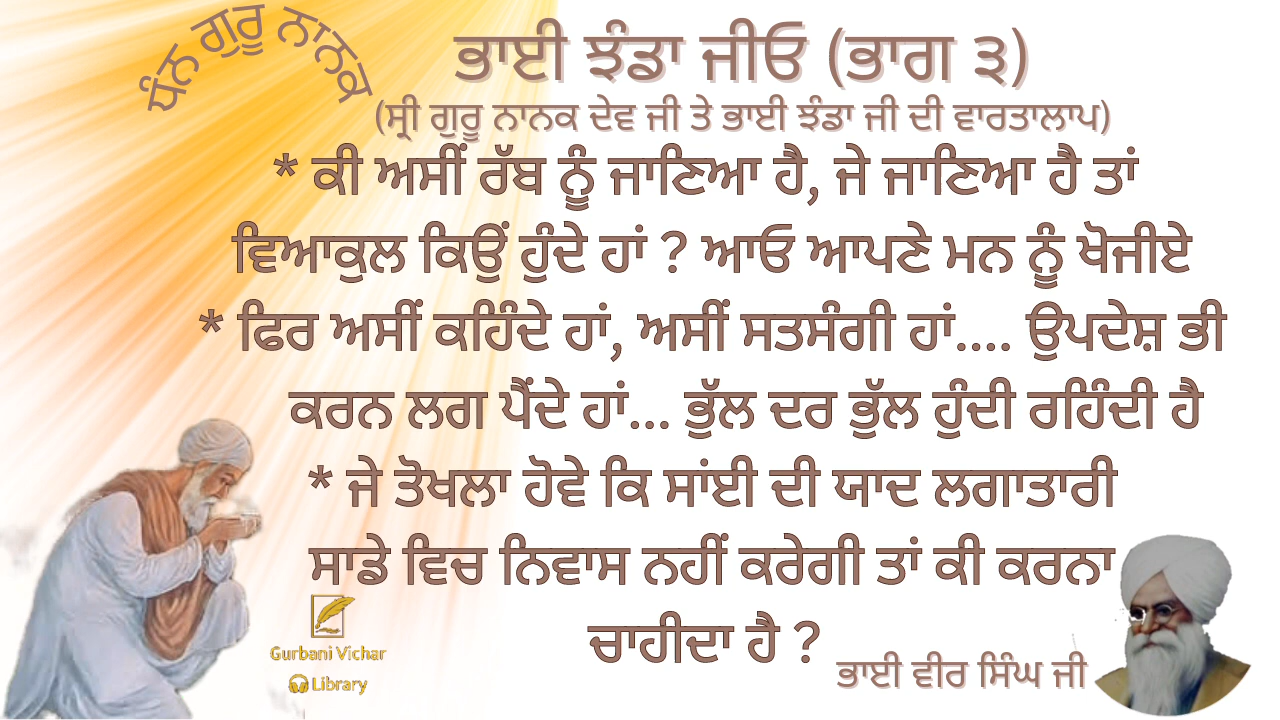 ਧੰਨ ਗੁਰੂ ਨਾਨਕ
ਭਾਈ ਝੰਡਾ ਜੀਓ (ਭਾਗ ੩)
(ਸ੍ਰੀ ਗੁਰੂ ਨਾਨਕ ਦੇਵ ਜੀ ਤੇ ਭਾਈ ਝੰਡਾ ਜੀ ਦੀ ਵਾਰਤਾਲਾਪ)
* ਕੀ ਅਸੀਂ ਰੱਬ ਨੂੰ ਜਾਣਿਆ ਹੈ, ਜੇ ਜਾਣਿਆ ਹੈ ਤਾਂ
ਵਿਆਕੁਲ ਕਿਉਂ ਹੁੰਦੇ ਹਾਂ ? ਆਓ ਆਪਣੇ ਮਨ ਨੂੰ ਖੋਜੀਏ
* ਫਿਰ ਅਸੀਂ ਕਹਿੰਦੇ ਹਾਂ, ਅਸੀਂ ਸਤਸੰਗੀ ਹਾਂ.... ਉਪਦੇਸ਼ ਭੀ
ਕਰਨ ਲਗ ਪੈਂਦੇ ਹਾਂ... ਭੁੱਲ ਦਰ ਭੁੱਲ ਹੁੰਦੀ ਰਹਿੰਦੀ ਹੈ
* ਜੇ ਤੋਖਲਾ ਹੋਵੇ ਕਿ ਸਾਂਈ ਦੀ ਯਾਦ ਲਗਾਤਾਰੀ
ਸਾਡੇ ਵਿਚ ਨਿਵਾਸ ਨਹੀਂ ਕਰੇਗੀ ਤਾਂ ਕੀ ਕਰਨਾ
ਚਾਹੀਦਾ ਹੈ ?
Gurbani Vichar
Library
ਭਾਈ ਵੀਰ ਸਿੰਘ ਜੀ